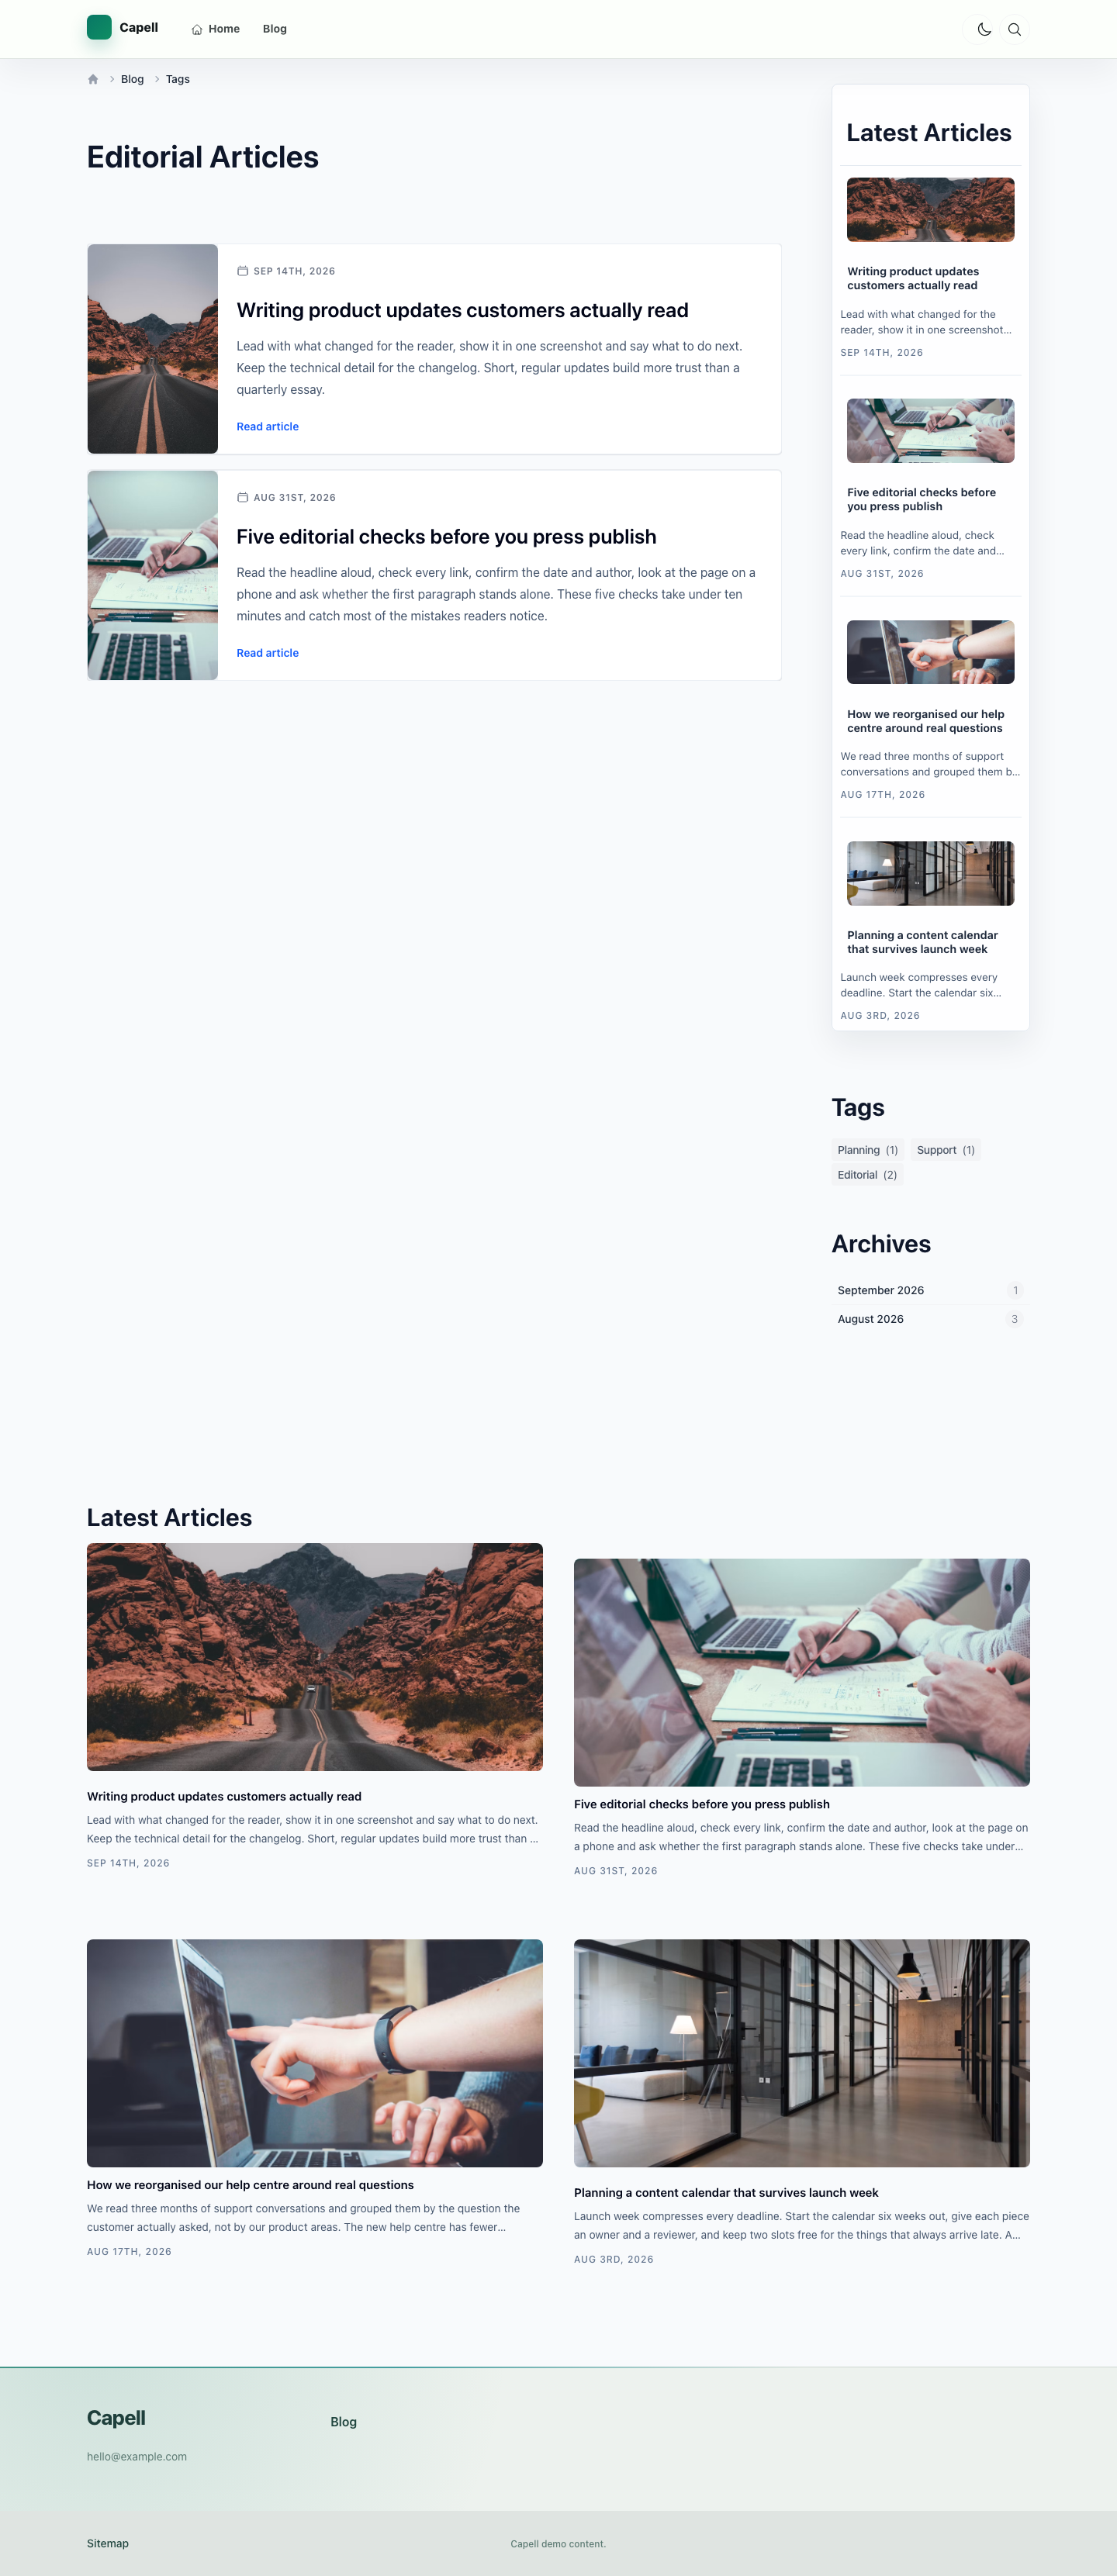 Capell
Home
Blog
Blog
Tags
Editorial Articles
SEP 14TH, 2026
Writing product updates customers actually read
Lead with what changed for the reader, show it in one screenshot and say what to do next.
Keep the technical detail for the changelog. Short, regular updates build more trust than a
quarterly essay.
Read article
AUG 31ST, 2026
Five editorial checks before you press publish
Read the headline aloud, check every link, confirm the date and author, look at the page on a
phone and ask whether the first paragraph stands alone. These five checks take under ten
minutes and catch most of the mistakes readers notice.
Read article
Latest Articles
Writing product updates
customers actually read
Lead with what changed for the
reader, show it in one screenshot...
SEP 14TH, 2026
Five editorial checks before
you press publish
Read the headline aloud, check
every link, confirm the date and...
AUG 31ST, 2026
How we reorganised our help
centre around real questions
We read three months of support
conversations and grouped them b...
AUG 17TH, 2026
Planning a content calendar
that survives launch week
Launch week compresses every
deadline. Start the calendar six...
AUG 3RD, 2026
Tags
Planning (1)
Support (1)
Editorial (2)
Archives
September 2026 1
August 2026 3
Latest Articles
Writing product updates customers actually read
Lead with what changed for the reader, show it in one screenshot and say what to do next.
Keep the technical detail for the changelog. Short, regular updates build more trust than ...
SEP 14TH, 2026
Five editorial checks before you press publish
Read the headline aloud, check every link, confirm the date and author, look at the page on
a phone and ask whether the first paragraph stands alone. These five checks take under...
AUG 31ST, 2026
How we reorganised our help centre around real questions
We read three months of support conversations and grouped them by the question the
customer actually asked, not by our product areas. The new help centre has fewer...
AUG 17TH, 2026
Planning a content calendar that survives launch week
Launch week compresses every deadline. Start the calendar six weeks out, give each piece
an owner and a reviewer, and keep two slots free for the things that always arrive late. A...
AUG 3RD, 2026
Capell
hello@example.com
Blog
Sitemap
Capell demo content.